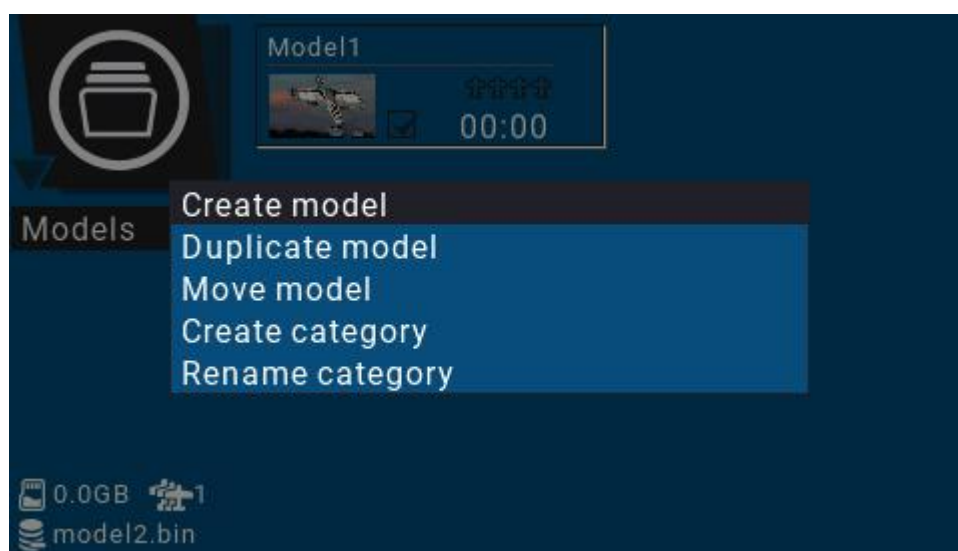 Model1
00:00
Models
Create model
Duplicate model
Move model
Create category
Rename category
0.0GB 1
model2.bin